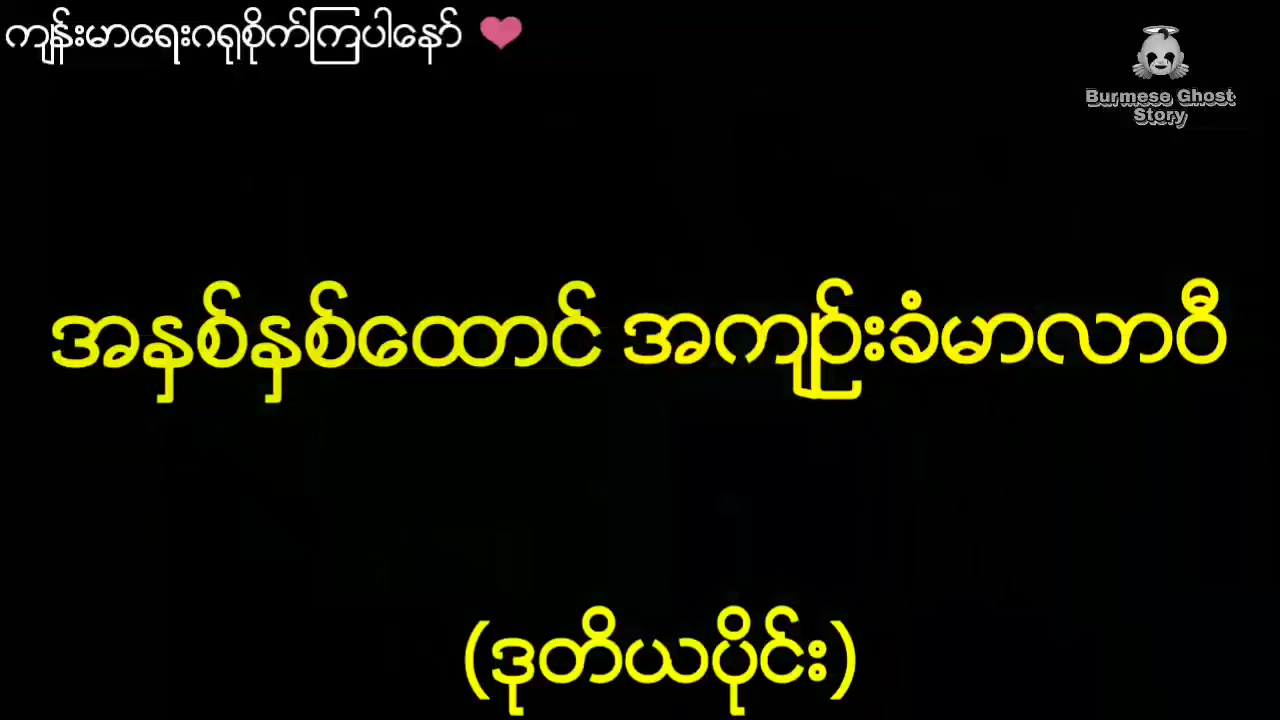 ကျန်းမာရေးဂရုစိုက်ကြပါနော် ❤
Burmese Ghost
Story
အနှစ်နှစ်ထောင် အကျဉ်းခံမာလာဝီ
(ဒုတိယပိုင်း)